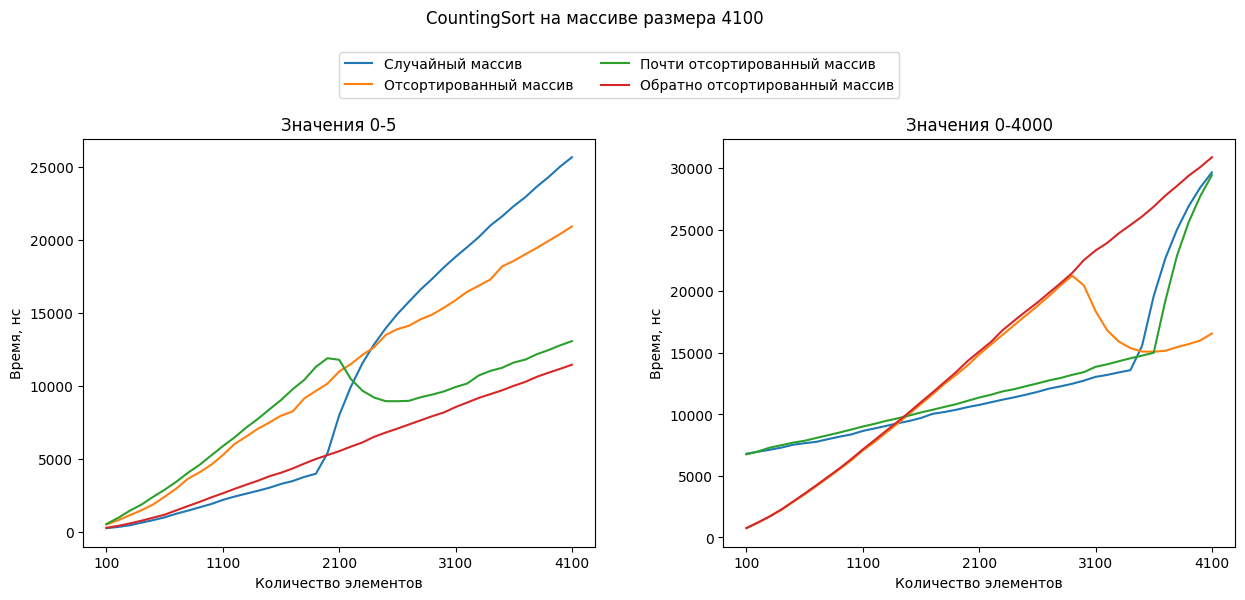 CountingSort на массиве размера 4100
Случайный массив
Отсортированный массив
Почти отсортированный массив
Обратно отсортированный массив
Значения 0-5
25000
20000
15000
10000
5000
0
Время, нс
100 1100 2100 3100 4100
Количество элементов
Значения 0-4000
30000
25000
20000
15000
10000
5000
0
Время, нс
100 1100 2100 3100 4100
Количество элементов